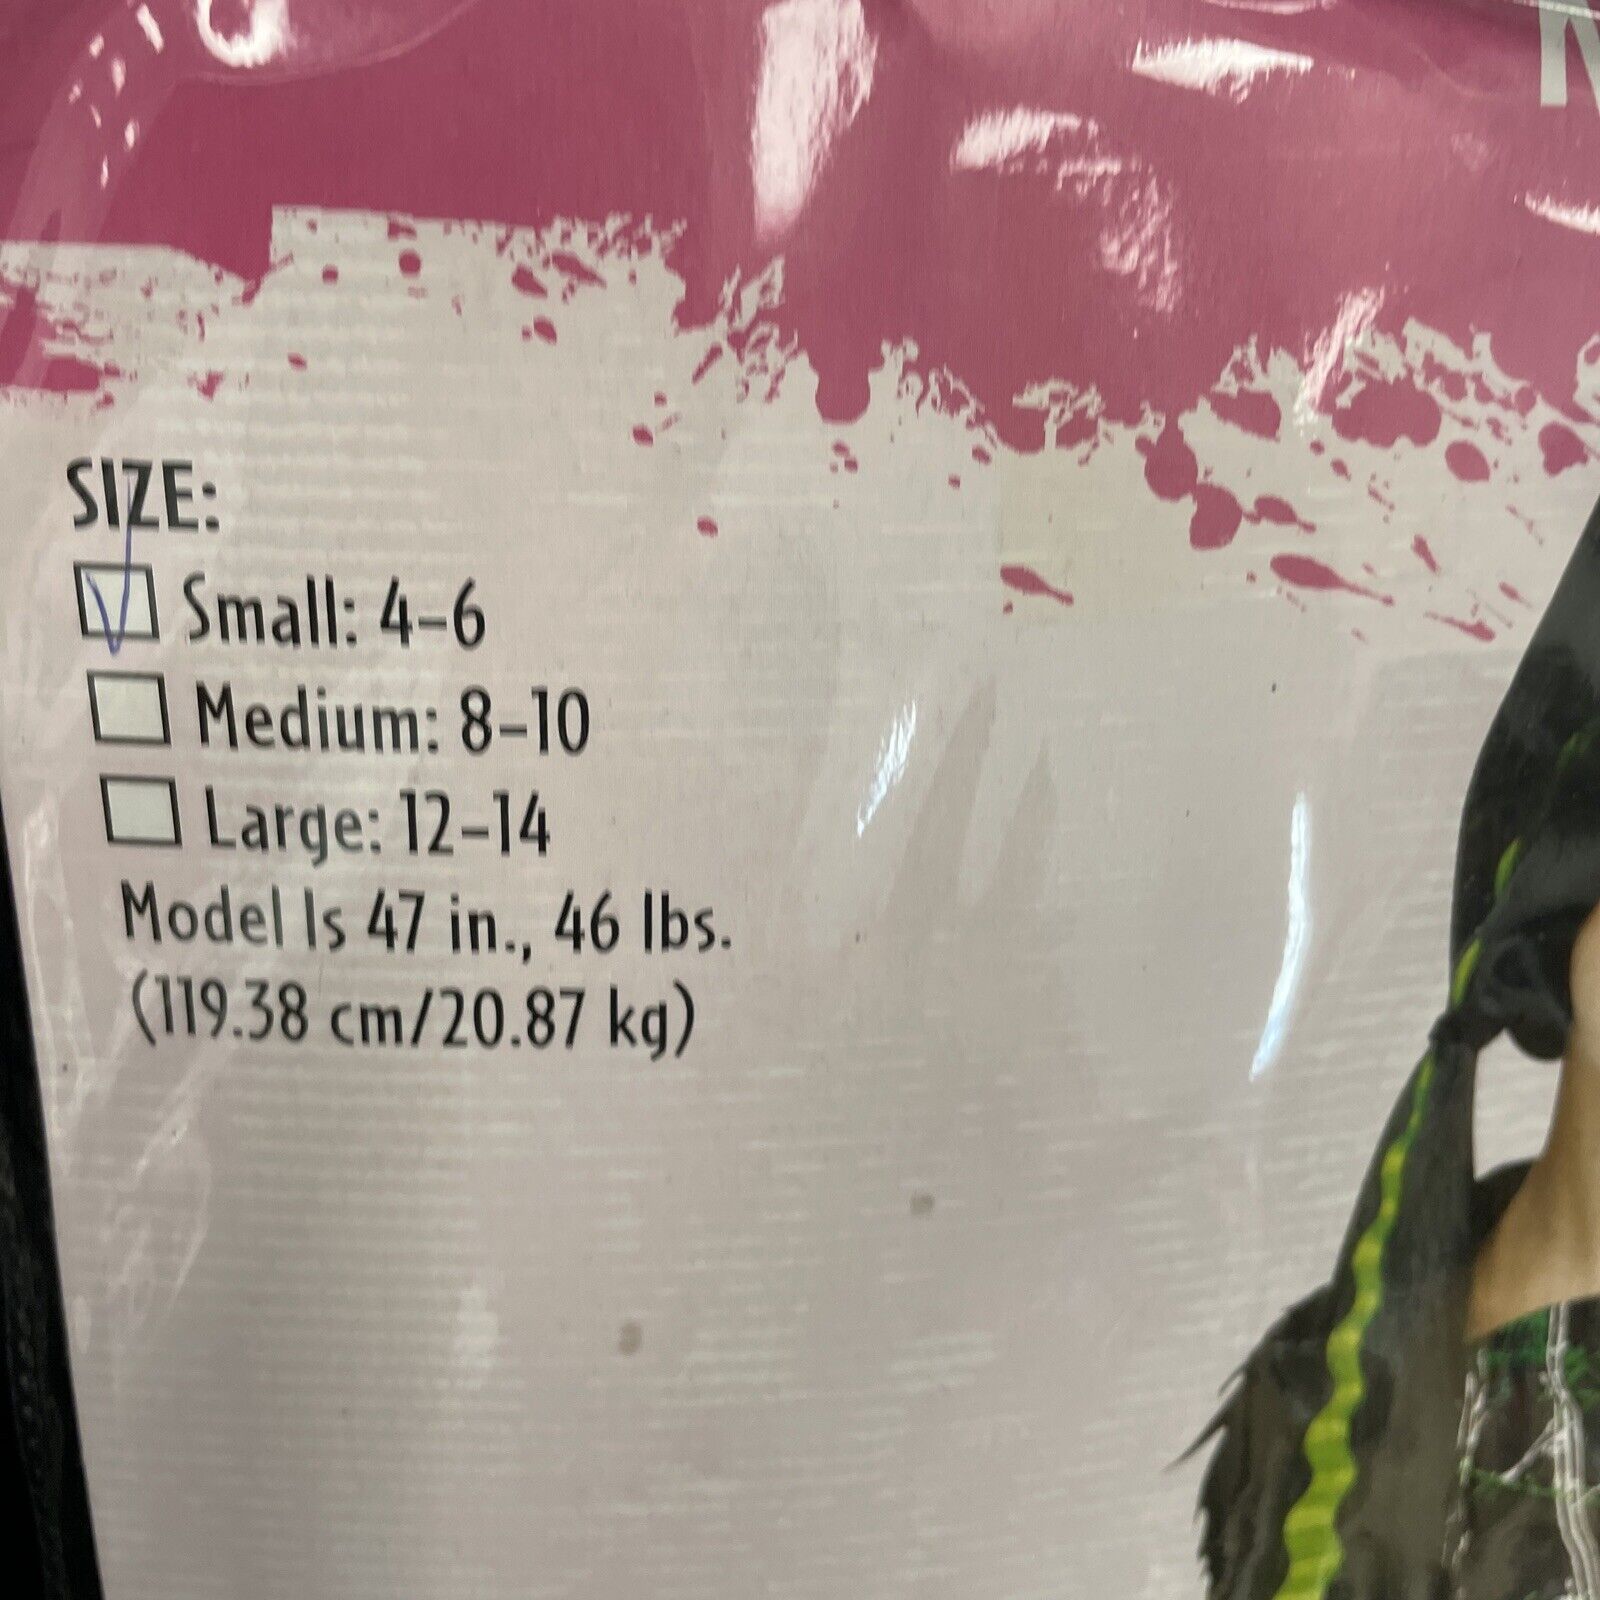 SIZE:
Small: 4–6
Medium: 8–10
Large: 12–14
Model Is 47 in., 46 lbs.
(119.38 cm/20.87 kg)